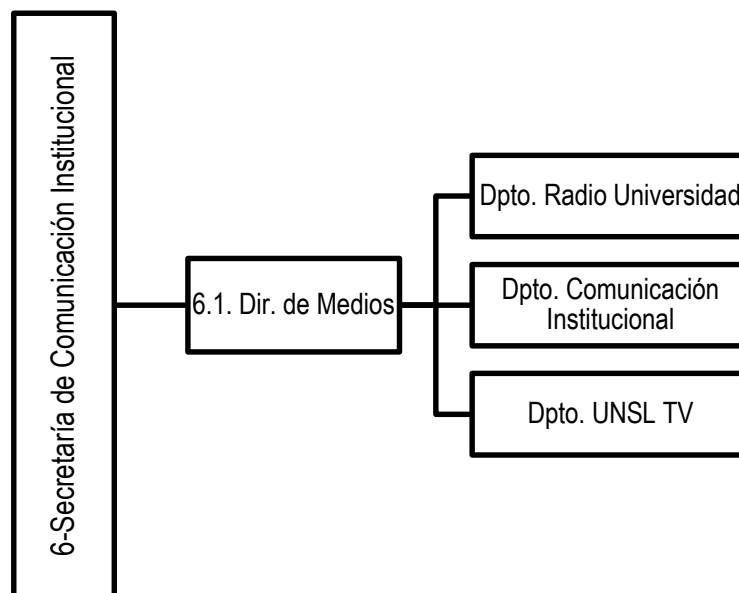 6-Secretaría de Comunicación Institucional
6.1. Dir. de Medios
Dpto. Radio Universidad
Dpto. Comunicación
Institucional
Dpto. UNSL TV